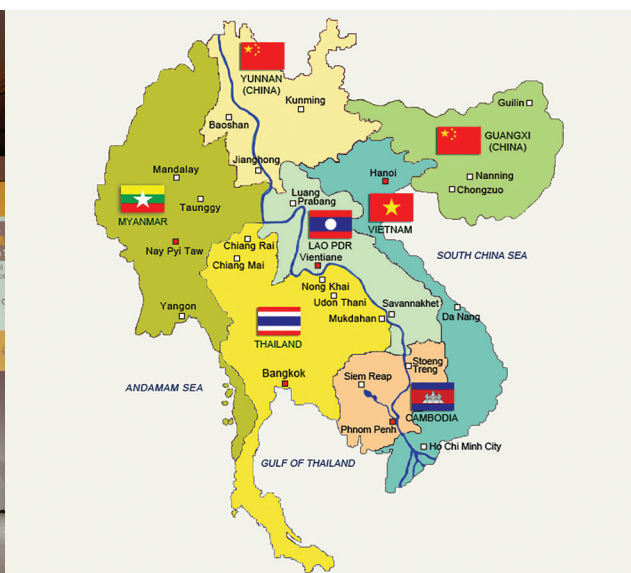 YUNNAN
(CHINA)
Kunming
Guilin
Baoshan
GUANGXI
(CHINA)
Jianghong
Mandalay
Hanoi
Nanning
Chongzuo
Luang
Prabang
Taunggy
MYANMAR
VIETNAM
Nay Pyi Taw
Chiang Rai
LAO PDR
Vientiane
SOUTH CHINA SEA
Chiang Mai
Nong Khai
Udon Thani
Savannakhet
Yangon
Mukdahan
Da Nang
THAILAND
Stoeng
Treng
Bangkok
Siem Reap
ANDAMAM SEA
CAMBODIA
Phnom Penh
Ho Chi Minh City
GULF OF THAILAND